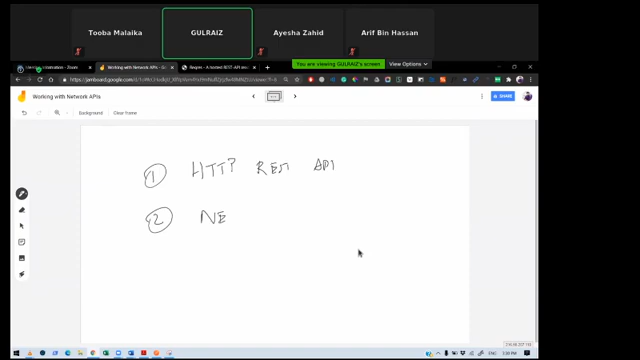 Tooba Malaika
GULRAIZ
Ayesha Zahid
Arif Bin Hassan
You are viewing GULRAIZ's screen
View Options
Working with Network APIs
SHARE
Background
Clear frame
1 HTTP REST API
2 NE